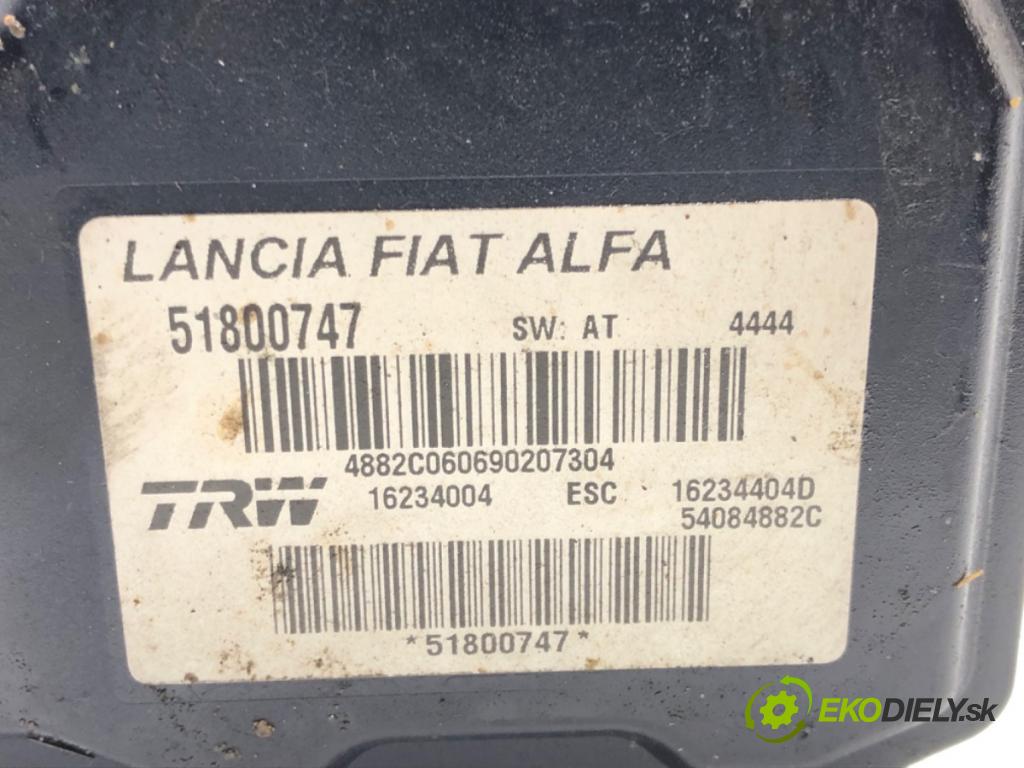 LANCIA FIAT ALFA
51800747 SW: AT 4444
4882C060690207304
TRW 16234004 ESC 16234404D
54084882C
*51800747*
EKODIELY.sk